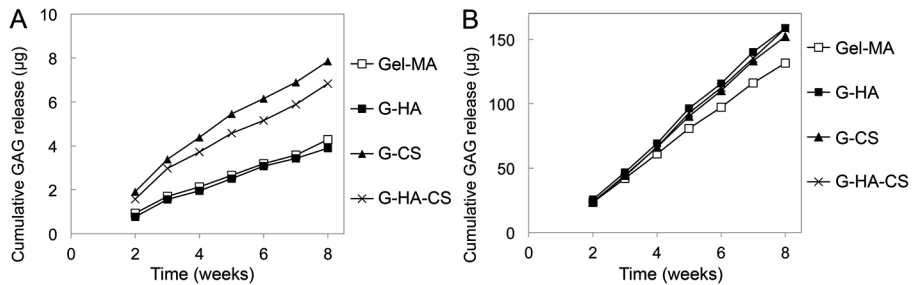 A
Cumulative GAG release (µg)
10
8
6
4
2
0
0 2 4 6 8
Time (weeks)
Gel-MA
G-HA
G-CS
G-HA-CS
B
Cumulative GAG release (µg)
150
100
50
0
0 2 4 6 8
Time (weeks)
Gel-MA
G-HA
G-CS
G-HA-CS